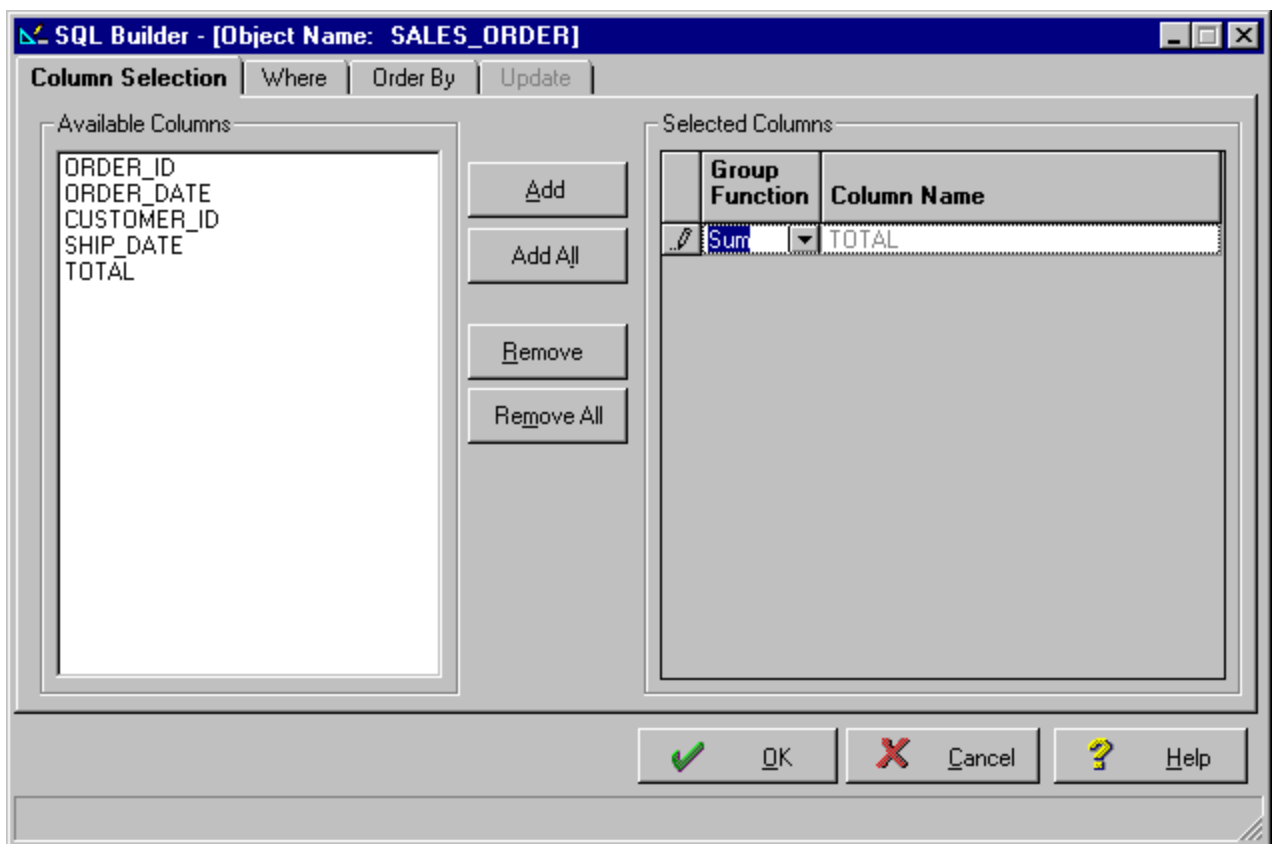 SQL Builder - [Object Name: SALES_ORDER]
Column Selection Where Order By Update
Available Columns
ORDER_ID
ORDER_DATE
CUSTOMER_ID
SHIP_DATE
TOTAL
Add
Add All
Remove
Remove All
Selected Columns
Group
Function Column Name
Sum TOTAL
OK Cancel Help